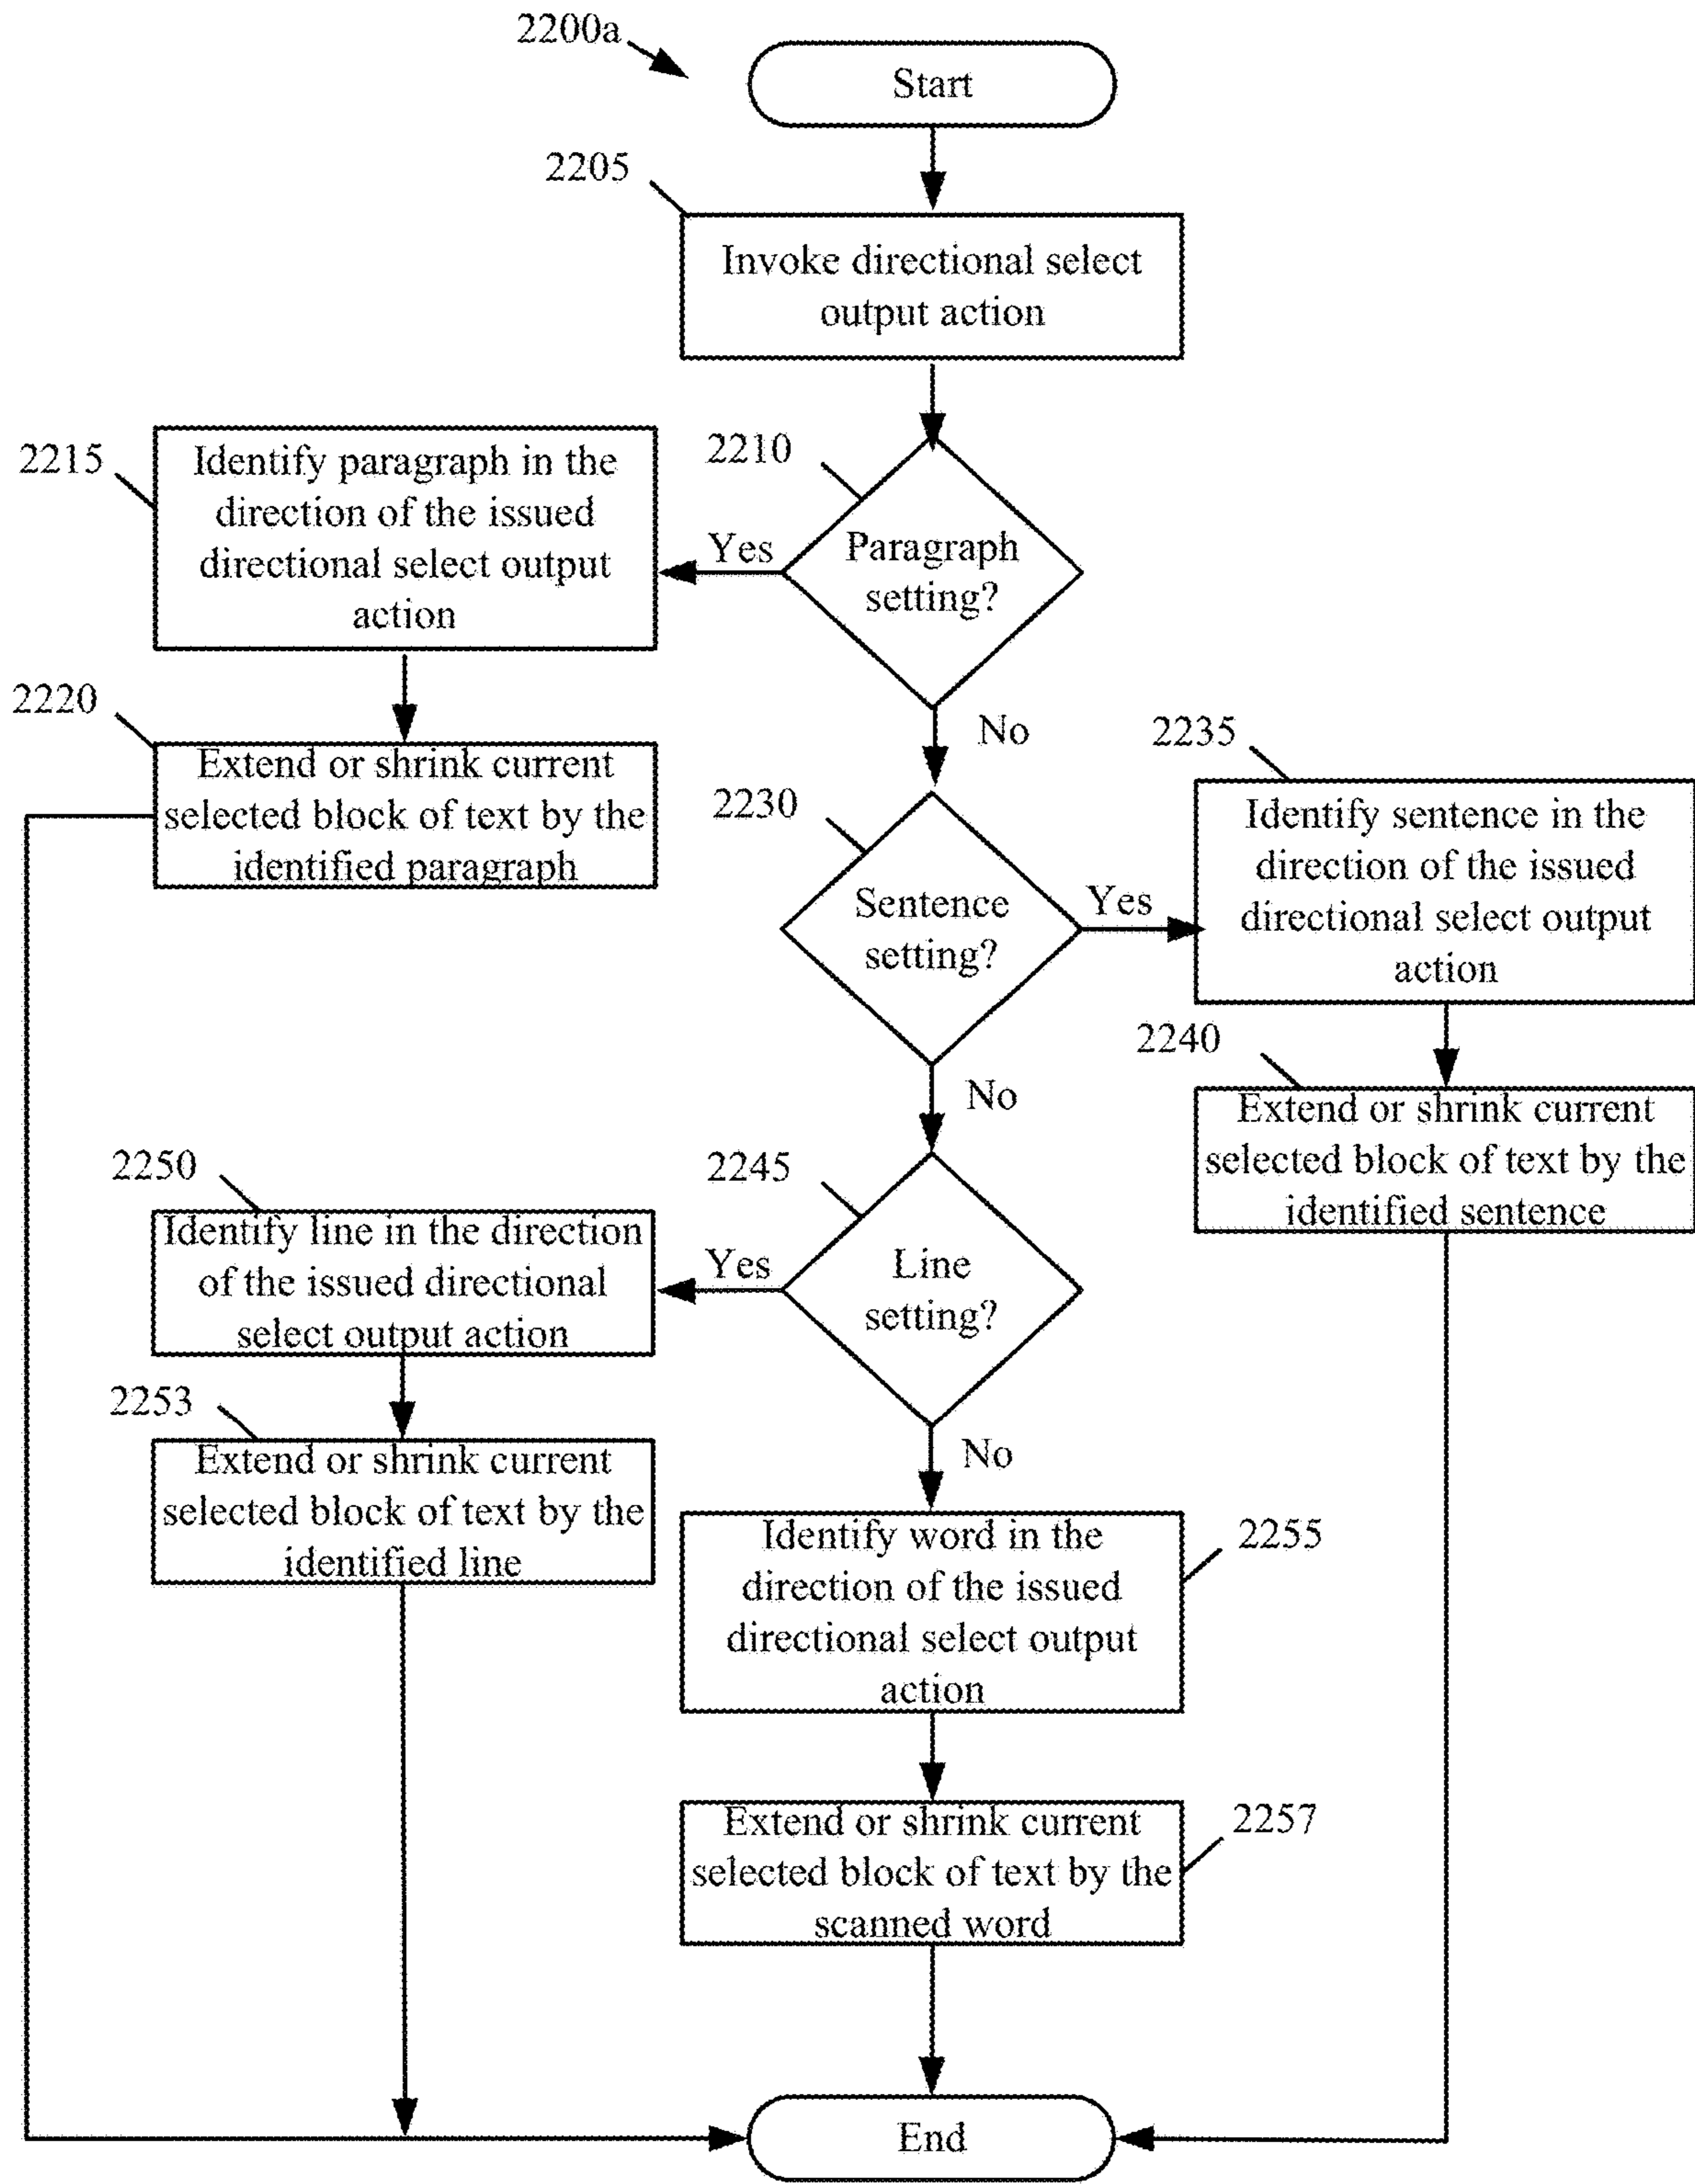 2200a
Start
2205
Invoke directional select
output action
2210
Paragraph
setting?
Yes
2215
Identify paragraph in the
direction of the issued
directional select output
action
2220
Extend or shrink current
selected block of text by the
identified paragraph
No
2230
Sentence
setting?
Yes
2235
Identify sentence in the
direction of the issued
directional select output
action
2240
Extend or shrink current
selected block of text by the
identified sentence
No
2245
Line
setting?
Yes
2250
Identify line in the direction
of the issued directional
select output action
2253
Extend or shrink current
selected block of text by the
identified line
No
2255
Identify word in the
direction of the issued
directional select output
action
2257
Extend or shrink current
selected block of text by the
scanned word
End